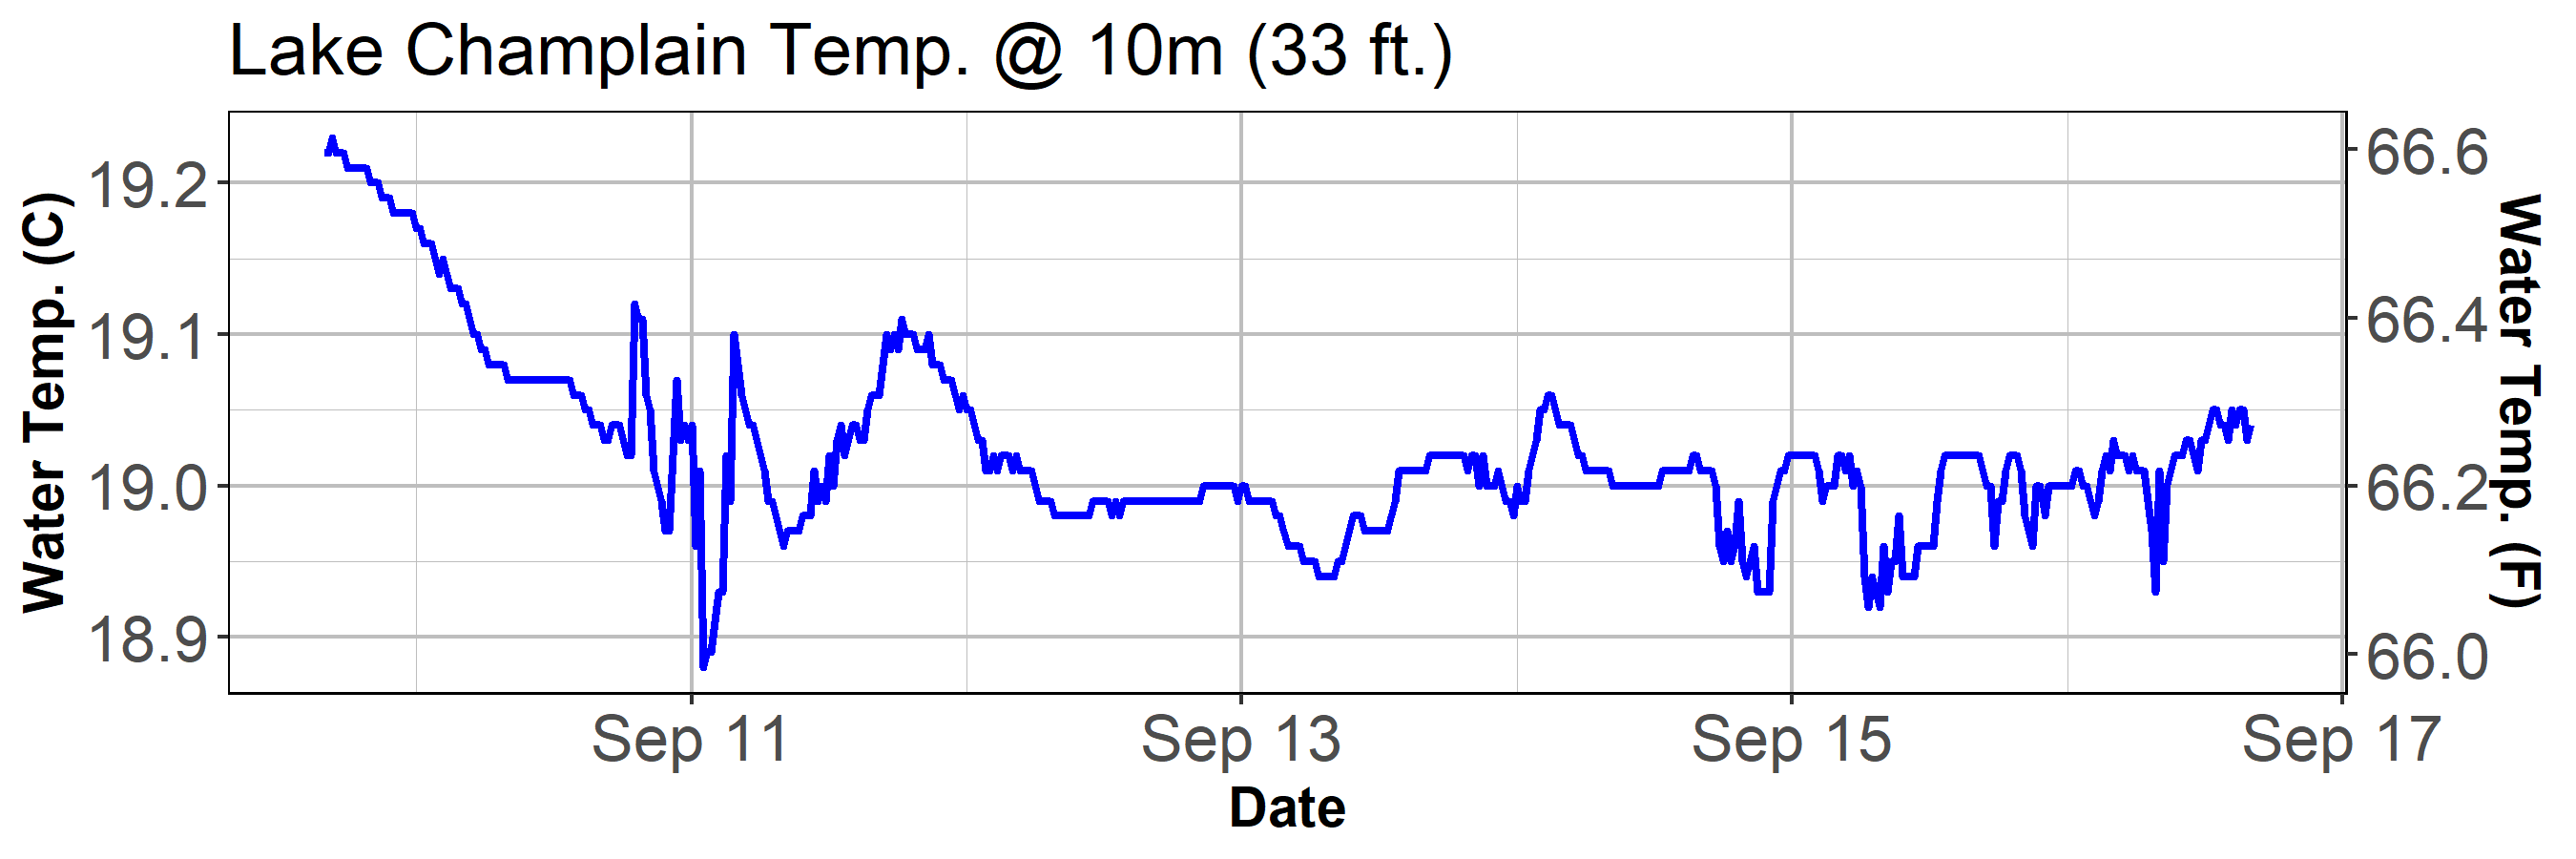 Lake Champlain Temp. @ 10m (33 ft.)
Water Temp. (C)
19.2
19.1
19.0
18.9
66.6
66.4
66.2
66.0
Water Temp. (F)
Sep 11
Sep 13
Sep 15
Sep 17
Date